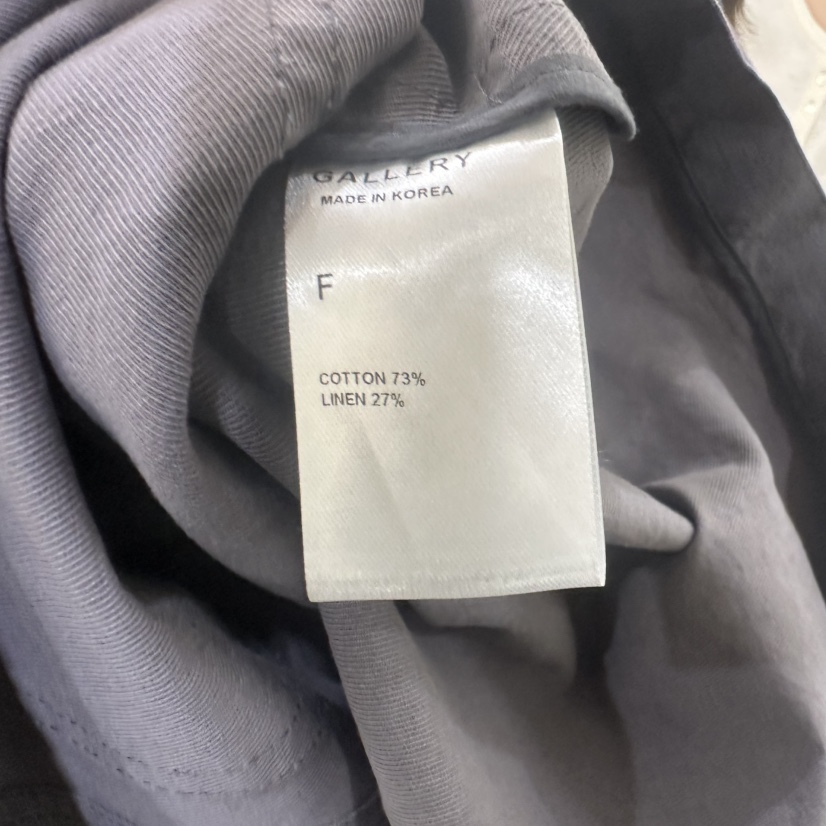 GALLERY
MADE IN KOREA
F
COTTON 73%
LINEN 27%